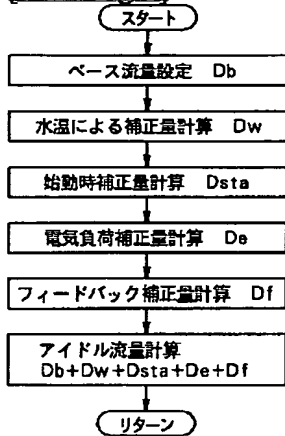 スタート
ベース流量設定 Db
水温による補正量計算 Dw
始動時補正量計算 Dsta
電気負荷補正量計算 De
フィードバック補正量計算 Df
アイドル流量計算
Db+Dw+Dsta+De+Df
リターン